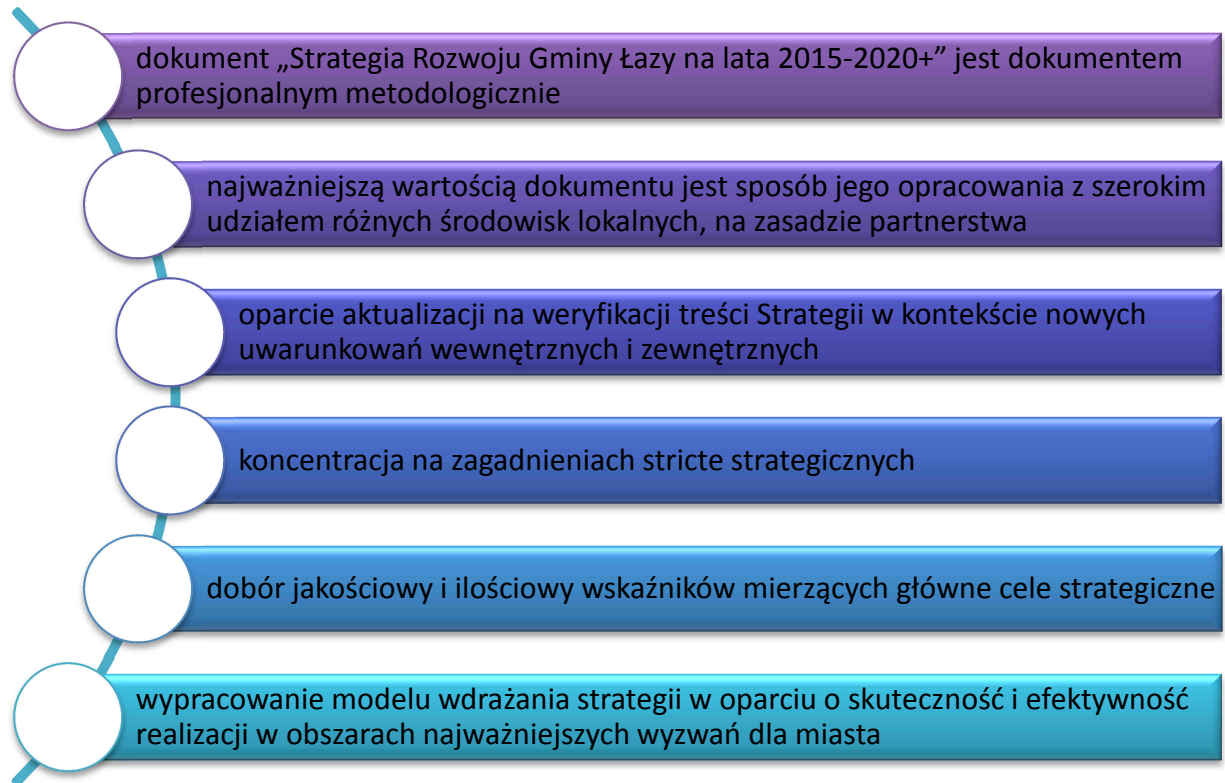 dokument „Strategia Rozwoju Gminy Łazy na lata 2015-2020+” jest dokumentem
profesjonalnym metodologicznie
najważniejszą wartością dokumentu jest sposób jego opracowania z szerokim
udziałem różnych środowisk lokalnych, na zasadzie partnerstwa
oparcie aktualizacji na weryfikacji treści Strategii w kontekście nowych
uwarunkowań wewnętrznych i zewnętrznych
koncentracja na zagadnieniach stricte strategicznych
dobór jakościowy i ilościowy wskaźników mierzących główne cele strategiczne
wypracowanie modelu wdrażania strategii w oparciu o skuteczność i efektywność
realizacji w obszarach najważniejszych wyzwań dla miasta